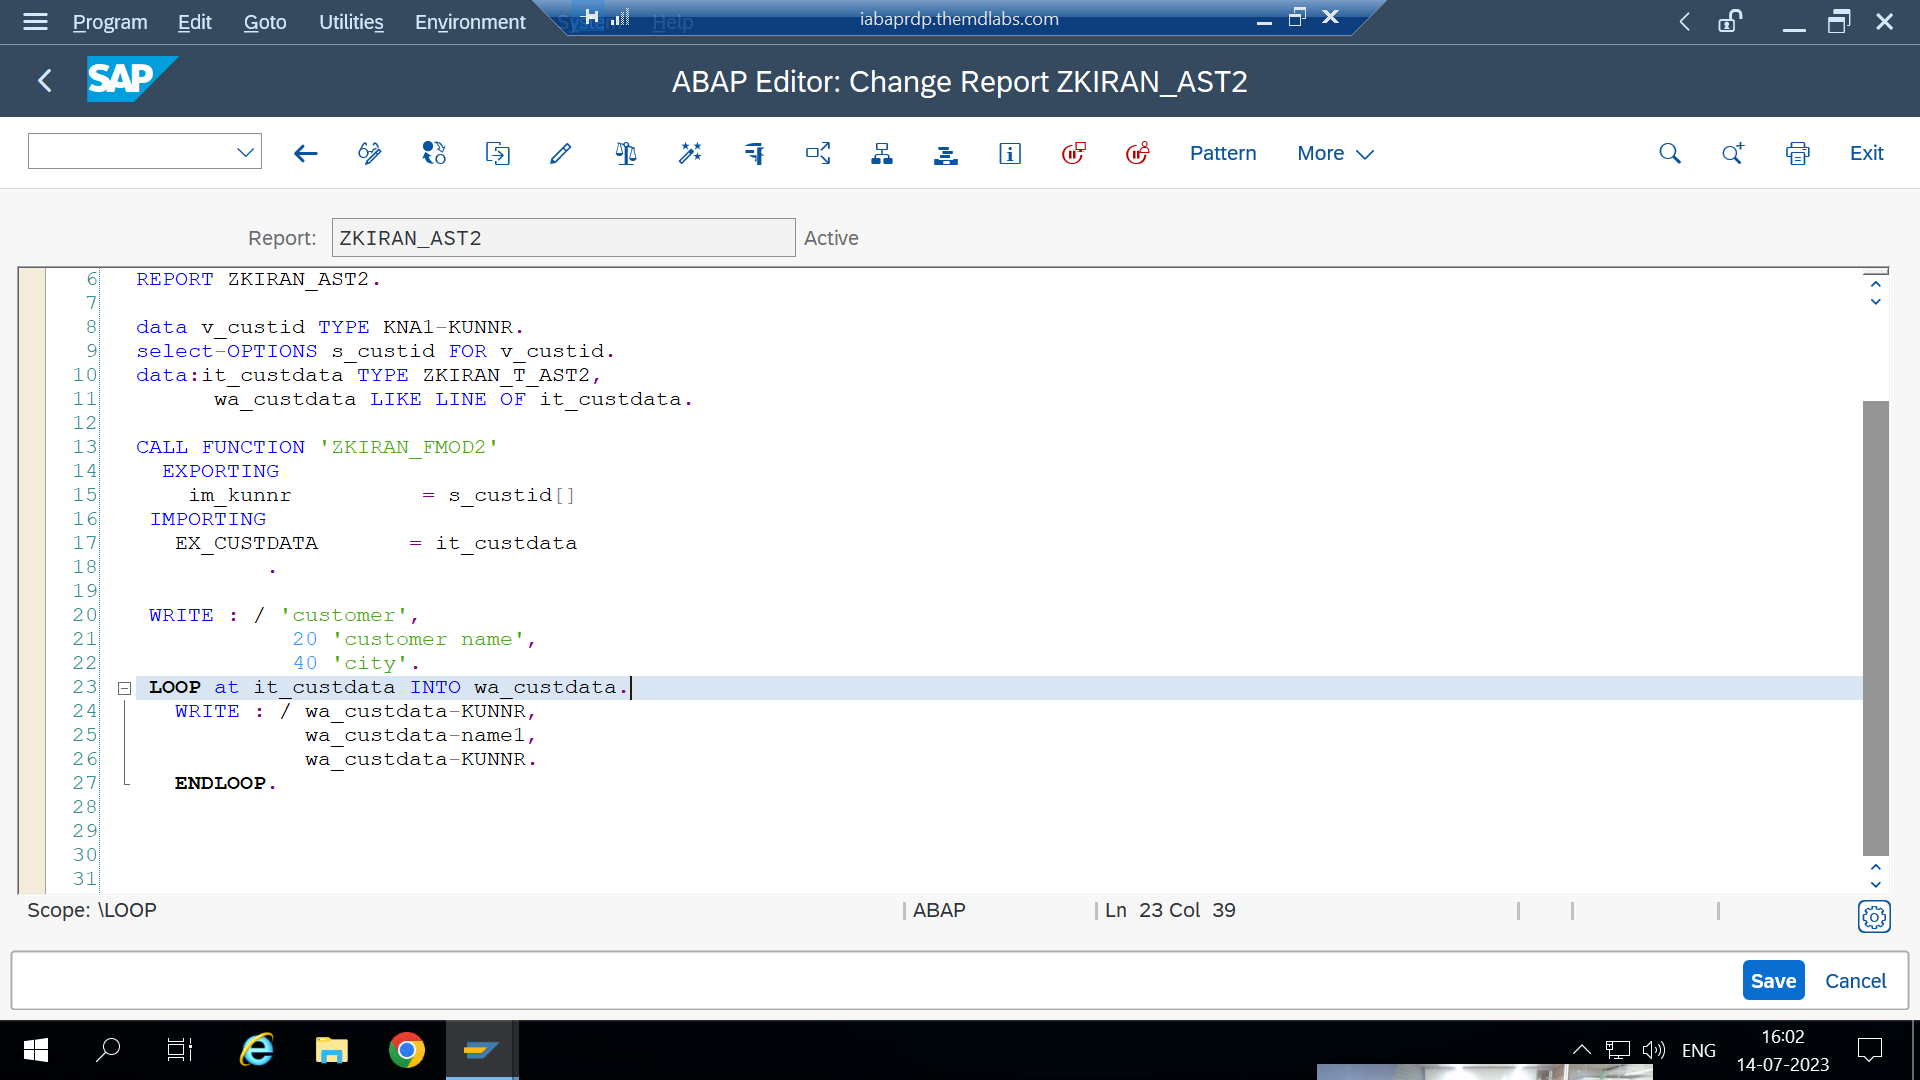 Program Edit Goto Utilities Environment System Help
iabaprdp.themdlabs.com
SAP
ABAP Editor: Change Report ZKIRAN_AST2
Pattern More Exit
Report: ZKIRAN_AST2 Active
6 REPORT ZKIRAN_AST2.
7
8 data v_custid TYPE KNA1-KUNNR.
9 select-OPTIONS s_custid FOR v_custid.
10 data:it_custdata TYPE ZKIRAN_T_AST2,
11 wa_custdata LIKE LINE OF it_custdata.
12
13 CALL FUNCTION 'ZKIRAN_FMOD2'
14 EXPORTING
15 im_kunnr = s_custid[]
16 IMPORTING
17 EX_CUSTDATA = it_custdata
18 .
19
20 WRITE : / 'customer',
21 20 'customer name',
22 40 'city'.
23 LOOP at it_custdata INTO wa_custdata.
24 WRITE : / wa_custdata-KUNNR,
25 wa_custdata-name1,
26 wa_custdata-KUNNR.
27 ENDLOOP.
28
29
30
31
Scope: \LOOP ABAP Ln 23 Col 39
Save Cancel
ENG
16:02
14-07-2023